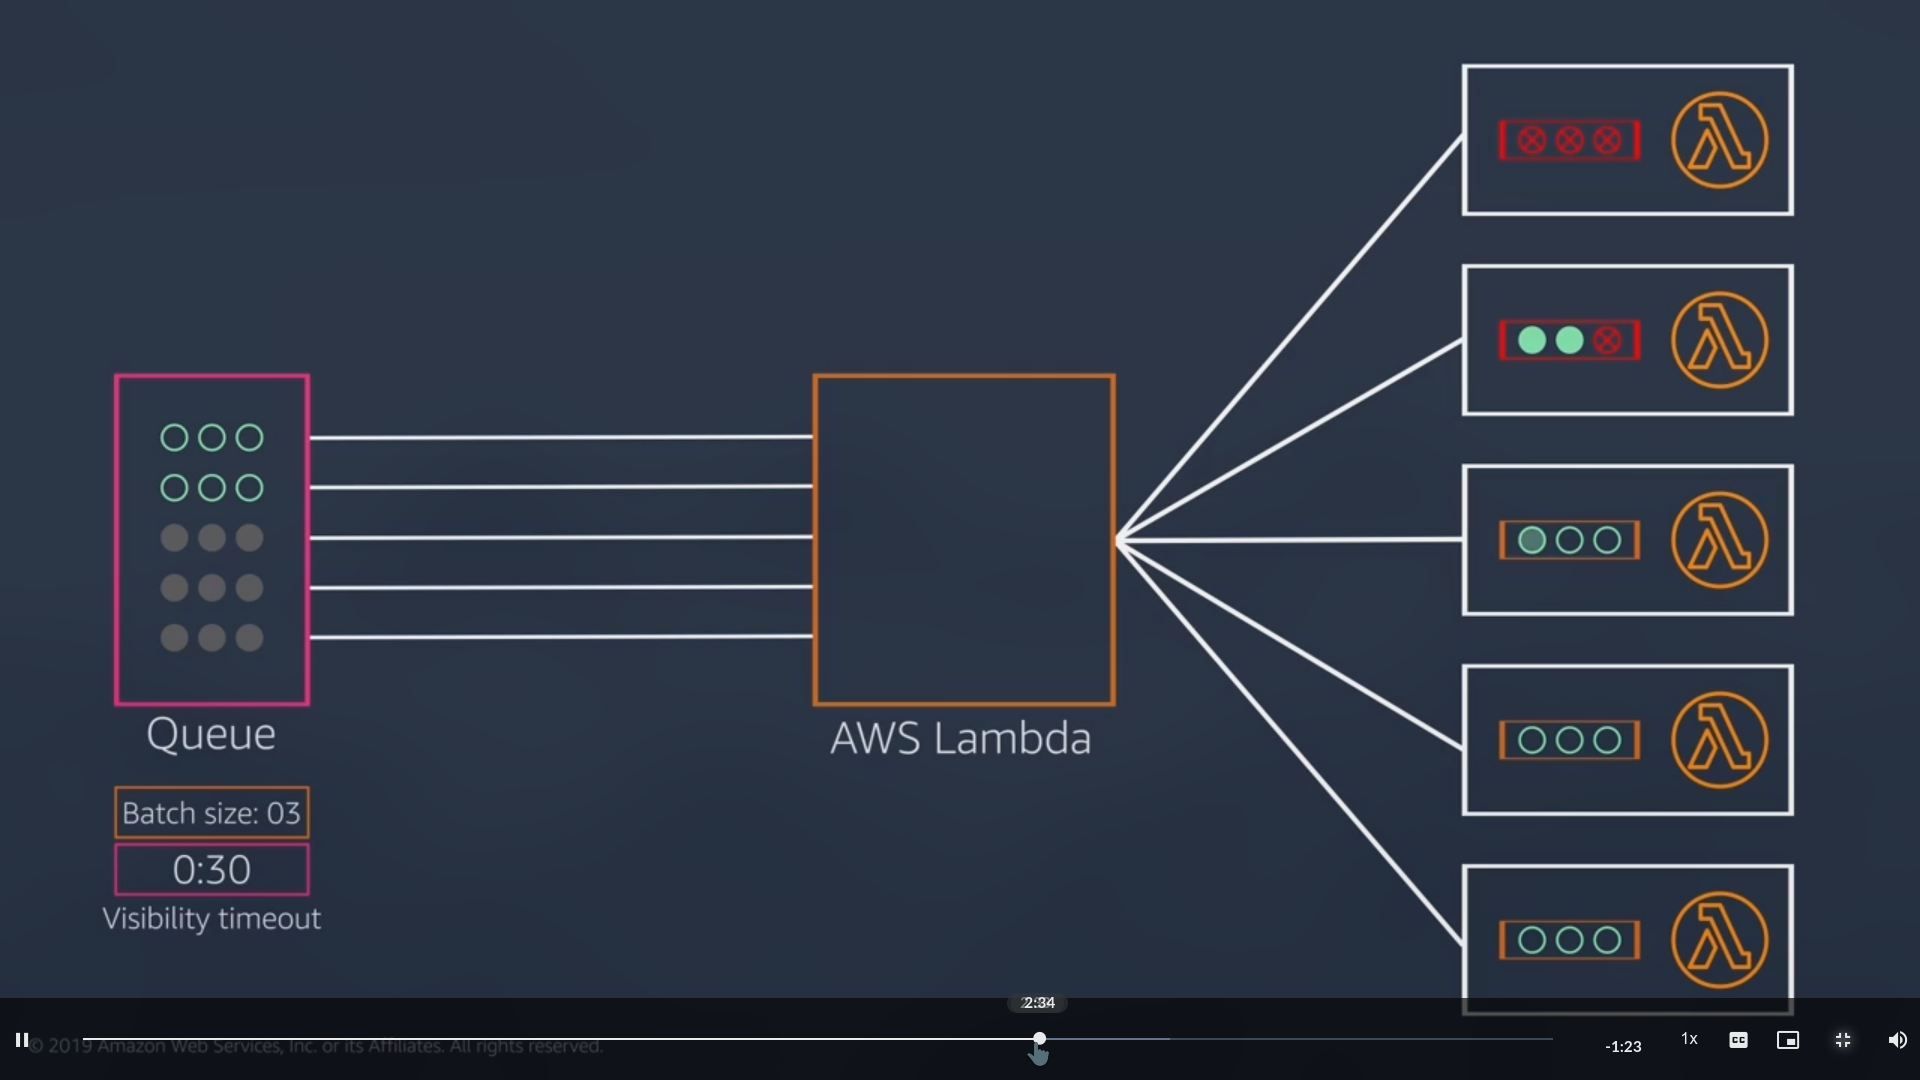 Queue
AWS Lambda
Batch size: 03
0:30
Visibility timeout
2:34
© 2019 Amazon Web Services, Inc. or its Affiliates. All rights reserved.
-1:23
1x
CC